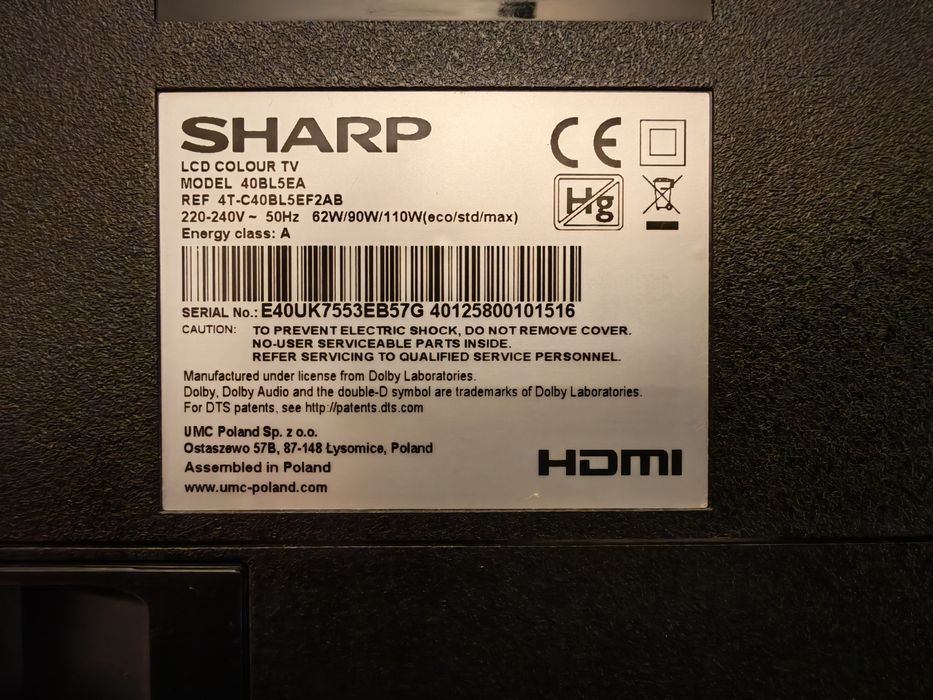 SHARP
LCD COLOUR TV
MODEL 40BL5EA
REF 4T-C40BL5EF2AB
220-240V ~ 50Hz 62W/90W/110W(eco/std/max)
Energy class: A
CE
Hg
SERIAL No.: E40UK7553EB57G 40125800101516
CAUTION: TO PREVENT ELECTRIC SHOCK, DO NOT REMOVE COVER.
NO-USER SERVICEABLE PARTS INSIDE.
REFER SERVICING TO QUALIFIED SERVICE PERSONNEL.
Manufactured under license from Dolby Laboratories.
Dolby, Dolby Audio and the double-D symbol are trademarks of Dolby Laboratories.
For DTS patents, see http://patents.dts.com
UMC Poland Sp. z o.o.
Ostaszewo 57B, 87-148 Łysomice, Poland
Assembled in Poland
www.umc-poland.com
HDMI